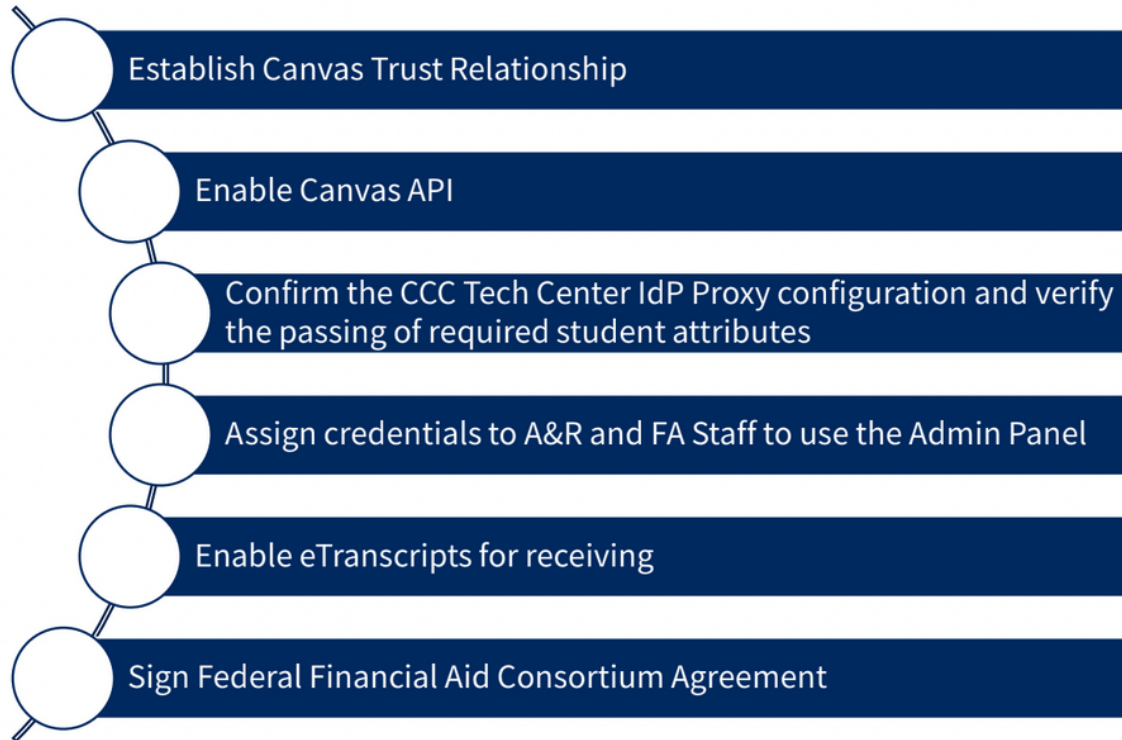 Establish Canvas Trust Relationship
Enable Canvas API
Confirm the CCC Tech Center IdP Proxy configuration and verify
the passing of required student attributes
Assign credentials to A&R and FA Staff to use the Admin Panel
Enable eTranscripts for receiving
Sign Federal Financial Aid Consortium Agreement